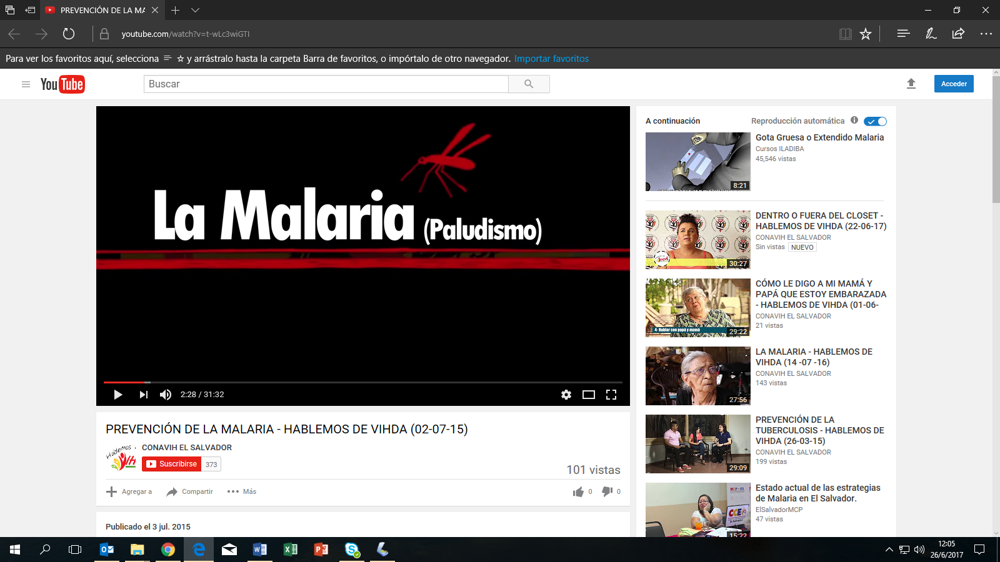 PREVENCIÓN DE LA MA
youtube.com/watch?v=t-wLc3wiGTI
Para ver los favoritos aquí, selecciona y arrástralo hasta la carpeta Barra de favoritos, o impórtalo de otro navegador. Importar favoritos
YouTube
Buscar
Acceder
La Malaria (Paludismo)
2:28 / 31:32
PREVENCIÓN DE LA MALARIA - HABLEMOS DE VIHDA (02-07-15)
Hablemos
VIH
CONAVIH EL SALVADOR
Suscribirse 373
101 vistas
Agregar a Compartir Más 0 0
Publicado el 3 jul. 2015
A continuación Reproducción automática
Gota Gruesa o Extendido Malaria
Cursos ILADIBA
45,546 vistas
8:21
DENTRO O FUERA DEL CLOSET -
HABLEMOS DE VIHDA (22-06-17)
CONAVIH EL SALVADOR
Sin vistas NUEVO
30:27
CÓMO LE DIGO A MI MAMÁ Y
PAPÁ QUE ESTOY EMBARAZADA
- HABLEMOS DE VIHDA (01-06-
CONAVIH EL SALVADOR
21 vistas
4- Hablar con papá y mamá
29:22
LA MALARIA - HABLEMOS DE
VIHDA (14 -07 -16)
CONAVIH EL SALVADOR
143 vistas
27:56
PREVENCIÓN DE LA
TUBERCULOSIS - HABLEMOS DE
VIHDA (26-03-15)
CONAVIH EL SALVADOR
199 vistas
29:09
Estado actual de las estrategias
de Malaria en El Salvador.
ElSalvadorMCP
47 vistas
MCP-ES
CCE
15:22
12:05
26/6/2017